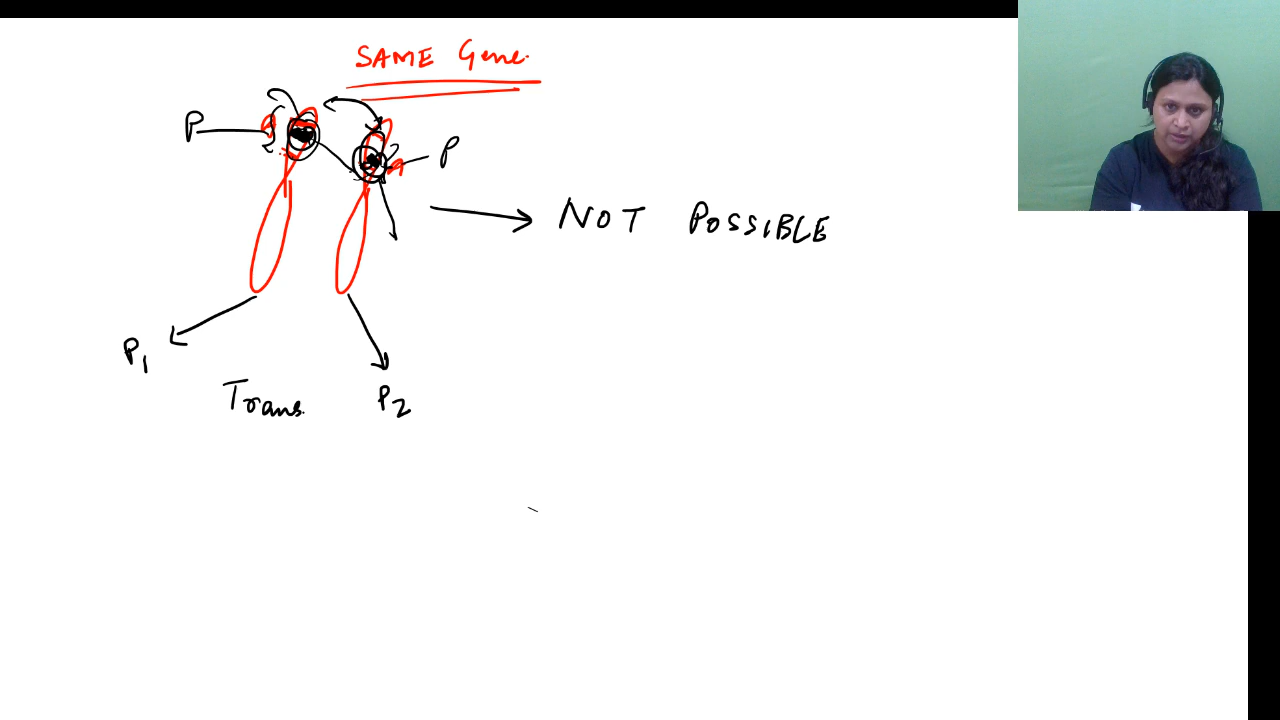 SAME Gene.
P
P
NOT POSSIBLE
P1
Trans. P2